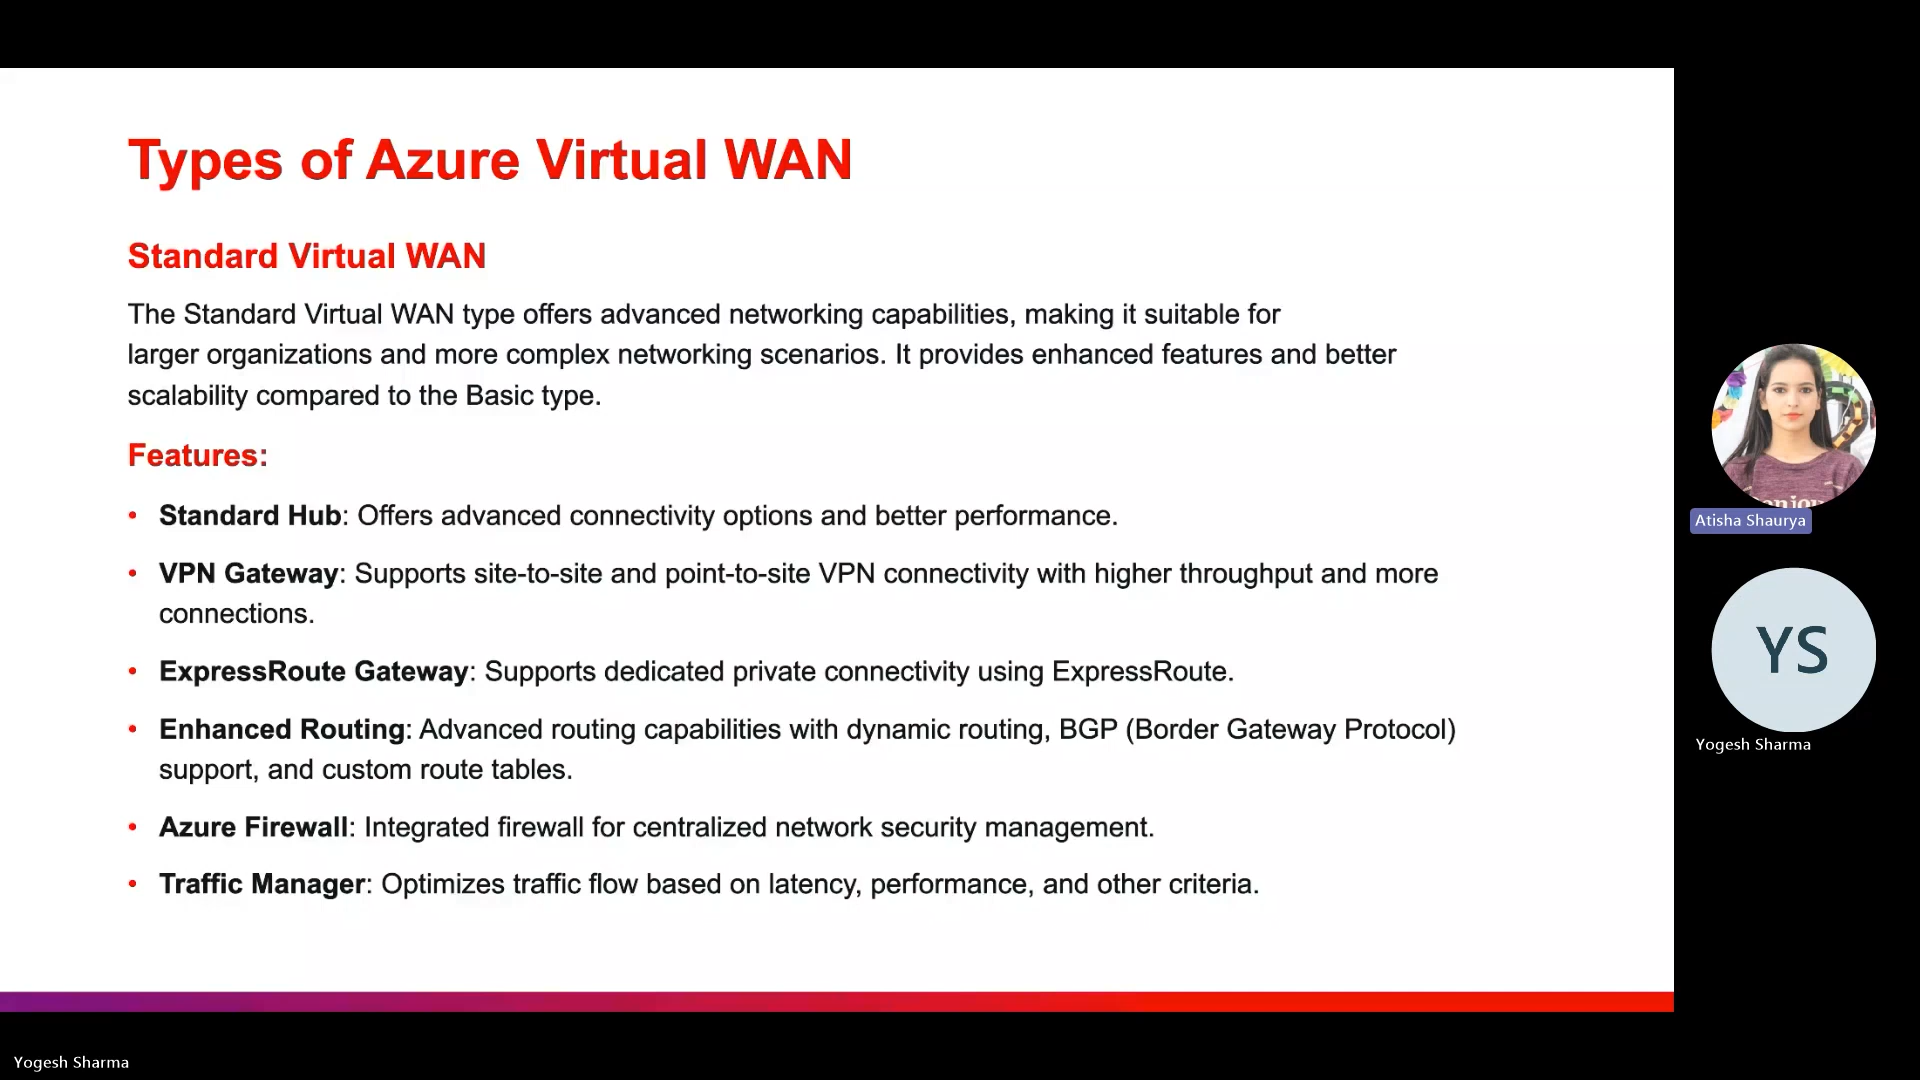 Types of Azure Virtual WAN
Standard Virtual WAN
The Standard Virtual WAN type offers advanced networking capabilities, making it suitable for
larger organizations and more complex networking scenarios. It provides enhanced features and better
scalability compared to the Basic type.
Features:
• Standard Hub: Offers advanced connectivity options and better performance.
• VPN Gateway: Supports site-to-site and point-to-site VPN connectivity with higher throughput and more
connections.
• ExpressRoute Gateway: Supports dedicated private connectivity using ExpressRoute.
• Enhanced Routing: Advanced routing capabilities with dynamic routing, BGP (Border Gateway Protocol)
support, and custom route tables.
• Azure Firewall: Integrated firewall for centralized network security management.
• Traffic Manager: Optimizes traffic flow based on latency, performance, and other criteria.
Atisha Shaurya
YS
Yogesh Sharma
Yogesh Sharma